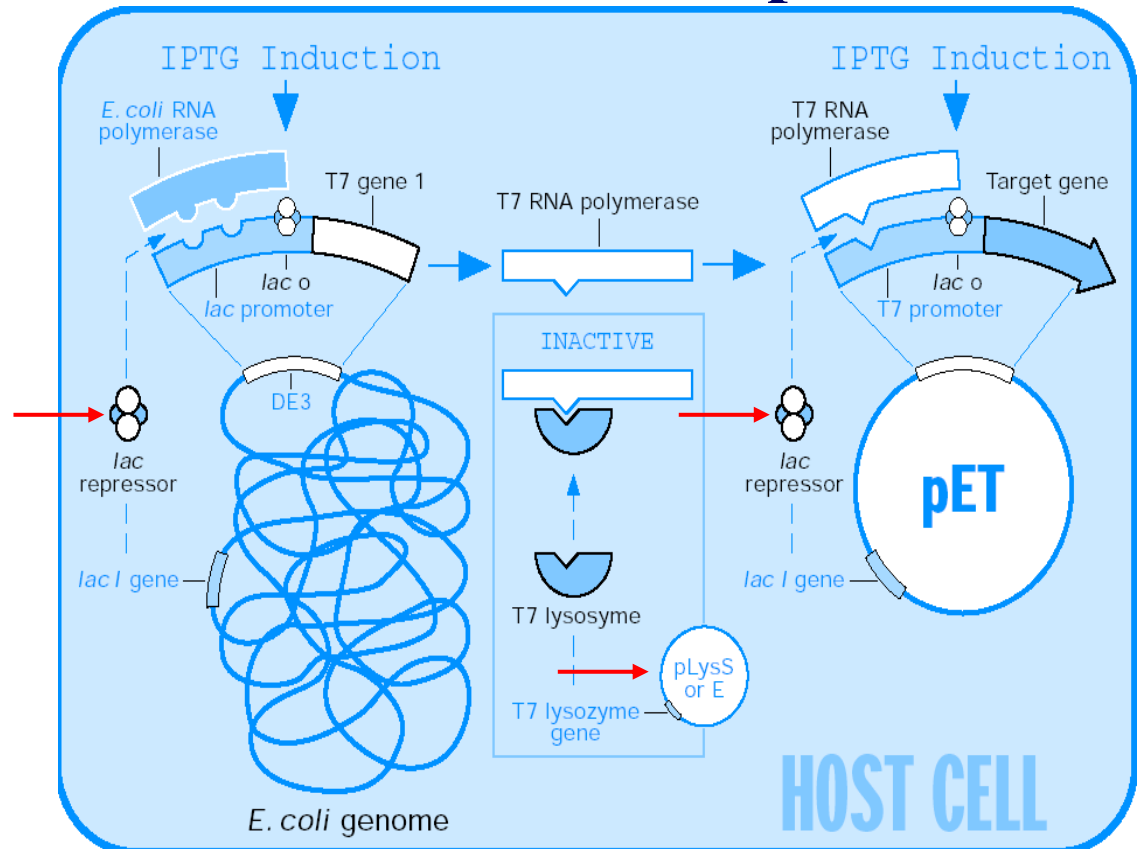 IPTG Induction
E. coli RNA
polymerase
T7 gene 1
lac o
lac promoter
DE3
lac
repressor
lac I gene
E. coli genome
T7 RNA polymerase
INACTIVE
T7 lysosyme
pLysS
or E
T7 lysozyme
gene
IPTG Induction
T7 RNA
polymerase
Target gene
lac o
T7 promoter
lac
repressor
lac I gene
pET
HOST CELL